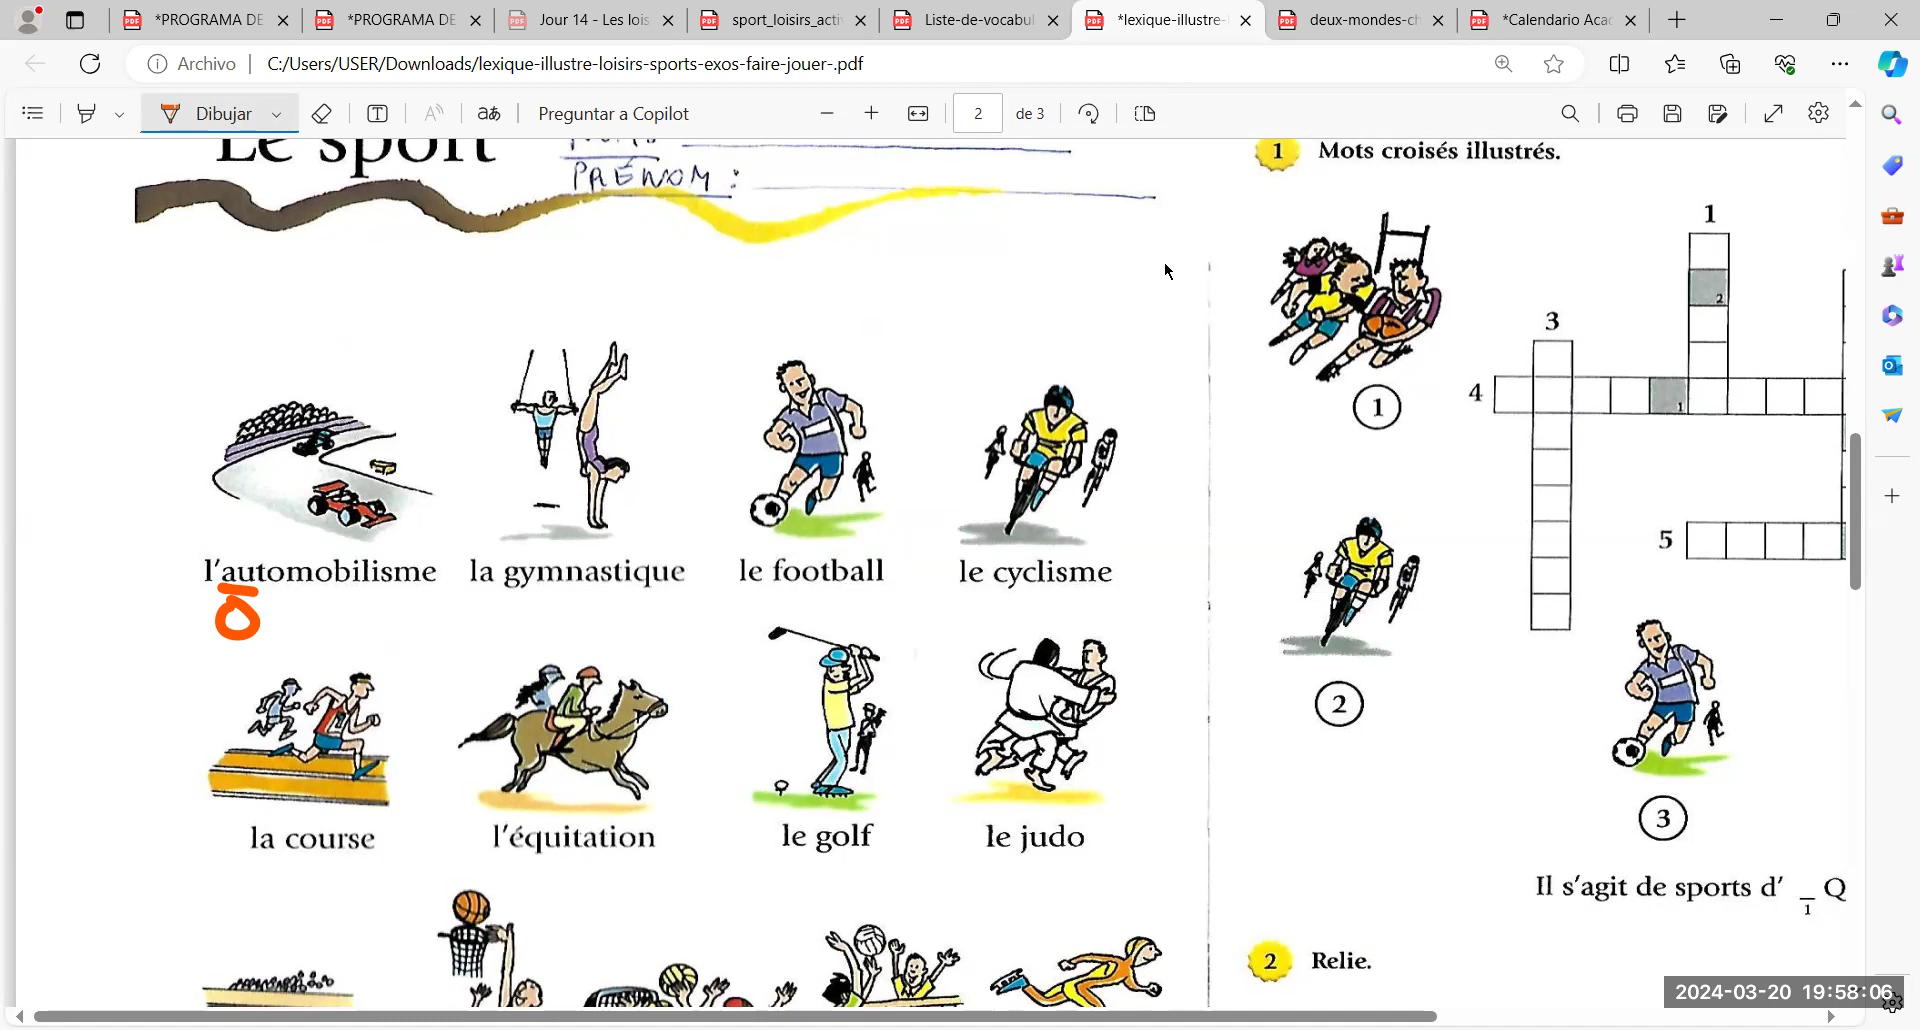 *PROGRAMA DE
*PROGRAMA DE
Jour 14 - Les lois
sport_loisirs_activ
Liste-de-vocabul
*lexique-illustre-l
deux-mondes-ch
*Calendario Acad
Archivo
C:/Users/USER/Downloads/lexique-illustre-loisirs-sports-exos-faire-jouer-.pdf
Dibujar
Preguntar a Copilot
2 de 3
Le sport
PRÉNOM :
l'automobilisme
la gymnastique
le football
le cyclisme
o
la course
l'équitation
le golf
le judo
1 Mots croisés illustrés.
1
2
3
4
1
5
1
2
3
Il s'agit de sports d' _ Q
1
2 Relie.
2024-03-20 19:58:06